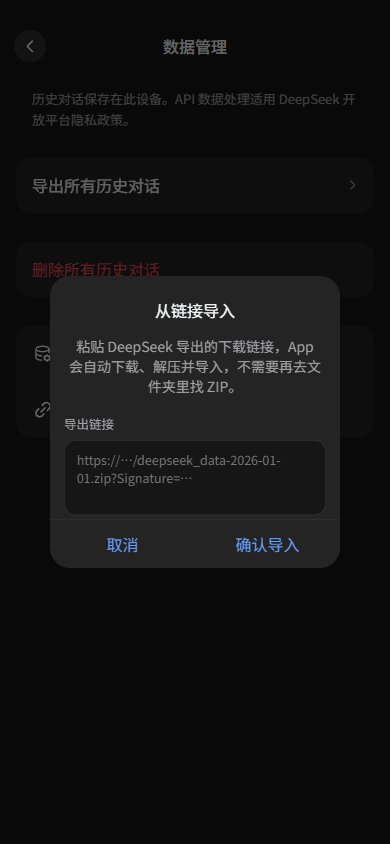 数据管理
历史对话保存在此设备。API 数据处理适用 DeepSeek 开
放平台隐私政策。
导出所有历史对话
删除所有历史对话
从链接导入
粘贴 DeepSeek 导出的下载链接，App
会自动下载、解压并导入，不需要再去文
件夹里找 ZIP。
导出链接
https://…/deepseek_data-2026-01-
01.zip?Signature=…
取消
确认导入